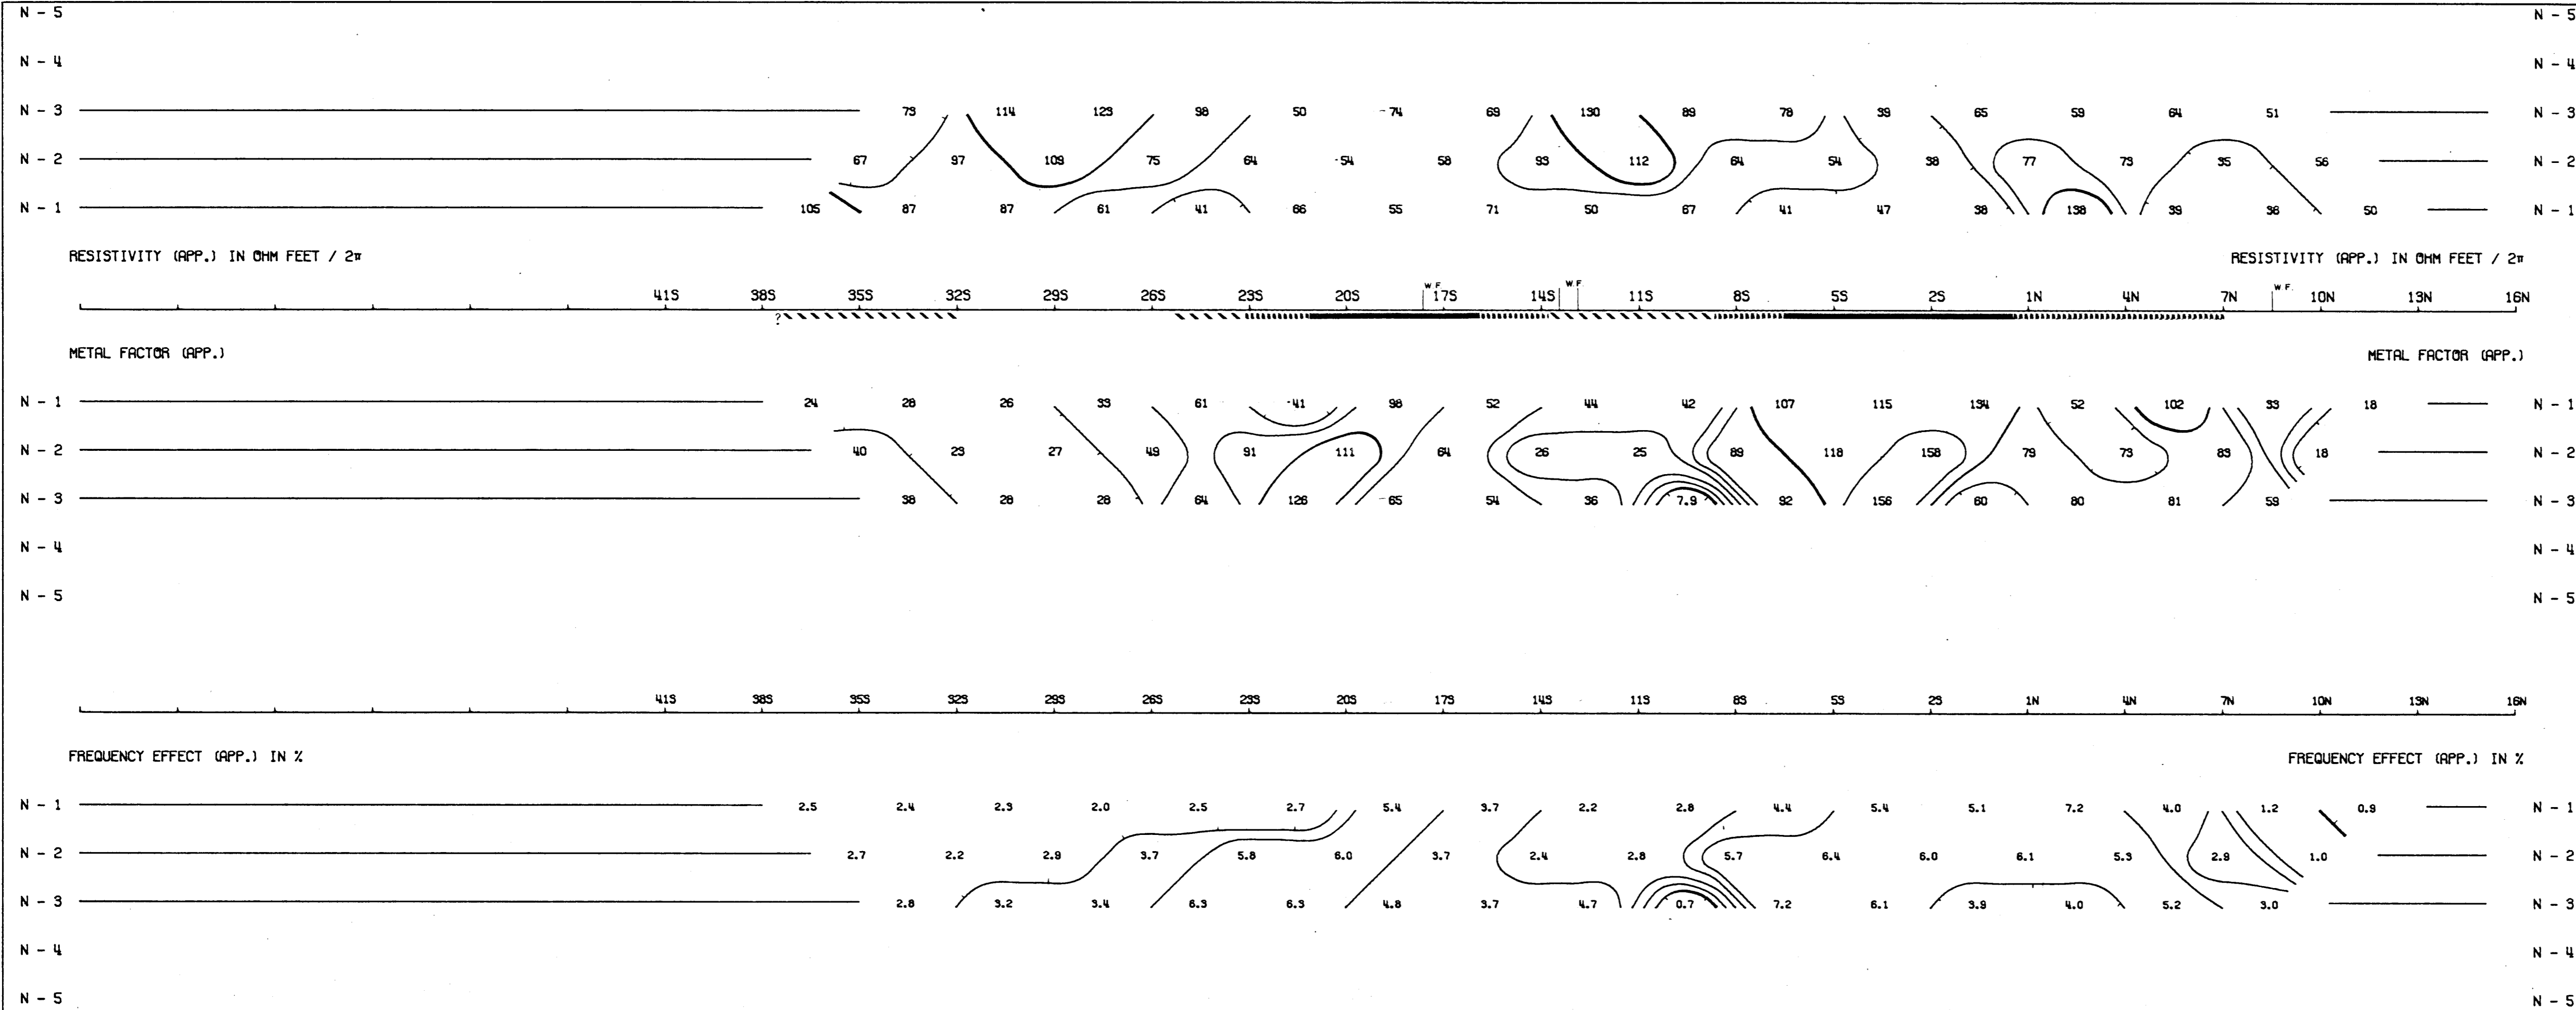 N - 5 N - 5
N - 4 N - 4
N - 3 73 114 123 98 50 74 69 130 89 78 39 65 59 64 51 N - 3
N - 2 67 97 109 75 64 54 58 93 112 64 54 38 77 73 35 56 N - 2
N - 1 105 87 87 61 41 66 55 71 50 67 41 47 38 138 39 36 50 N - 1
RESISTIVITY (APP.) IN OHM FEET / 2π RESISTIVITY (APP.) IN OHM FEET / 2π
W F. W F. W F.
41S 38S 35S 32S 29S 26S 23S 20S 17S 14S 11S 8S 5S 2S 1N 4N 7N 10N 13N 16N
?
METAL FACTOR (APP.) METAL FACTOR (APP.)
N - 1 24 28 26 33 61 41 98 52 44 42 107 115 134 52 102 33 18 N - 1
N - 2 40 23 27 49 91 111 64 26 25 89 118 158 79 73 83 18 N - 2
N - 3 38 28 28 64 126 65 54 36 7.9 92 156 60 80 81 59 N - 3
N - 4 N - 4
N - 5 N - 5
41S 38S 35S 32S 29S 26S 23S 20S 17S 14S 11S 8S 5S 2S 1N 4N 7N 10N 13N 16N
FREQUENCY EFFECT (APP.) IN % FREQUENCY EFFECT (APP.) IN %
N - 1 2.5 2.4 2.3 2.0 2.5 2.7 5.4 3.7 2.2 2.8 4.4 5.4 5.1 7.2 4.0 1.2 0.9 N - 1
N - 2 2.7 2.2 2.9 3.7 5.8 6.0 3.7 2.4 2.8 5.7 6.4 6.0 6.1 5.3 2.9 1.0 N - 2
N - 3 2.8 3.2 3.4 6.3 6.3 4.8 3.7 4.7 0.7 7.2 6.1 3.9 4.0 5.2 3.0 N - 3
N - 4 N - 4
N - 5 N - 5